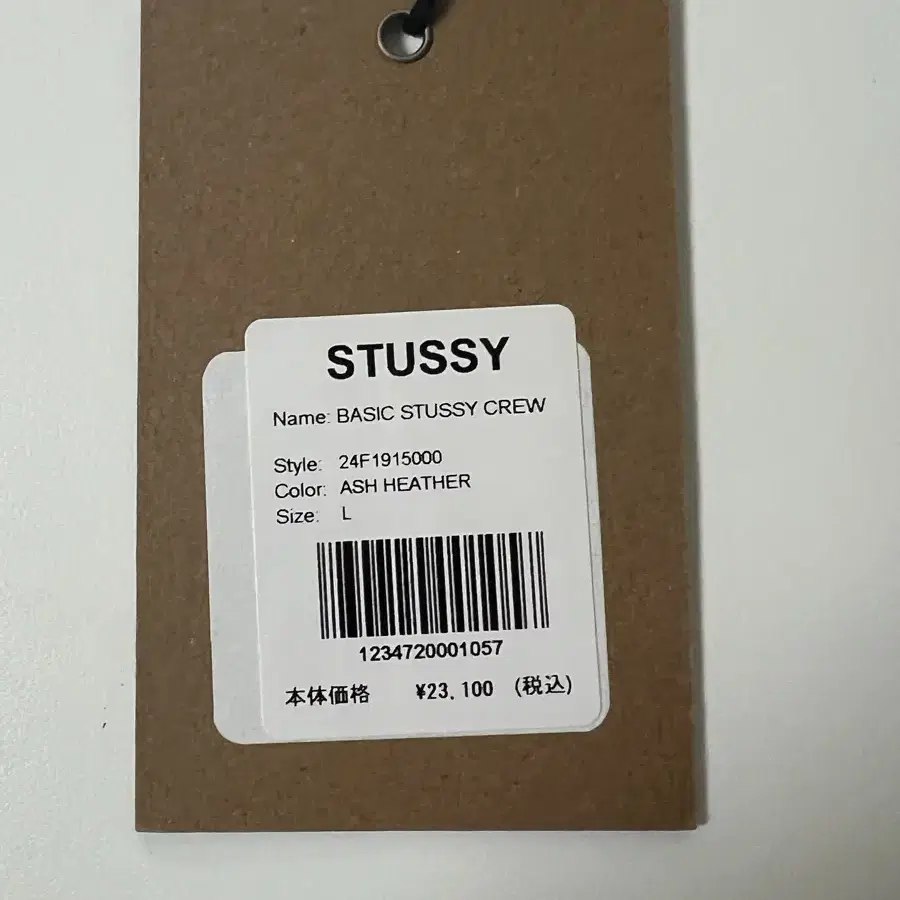 STUSSY
Name: BASIC STUSSY CREW
Style: 24F1915000
Color: ASH HEATHER
Size: L
1234720001057
本体価格 ¥23.100 (税込)